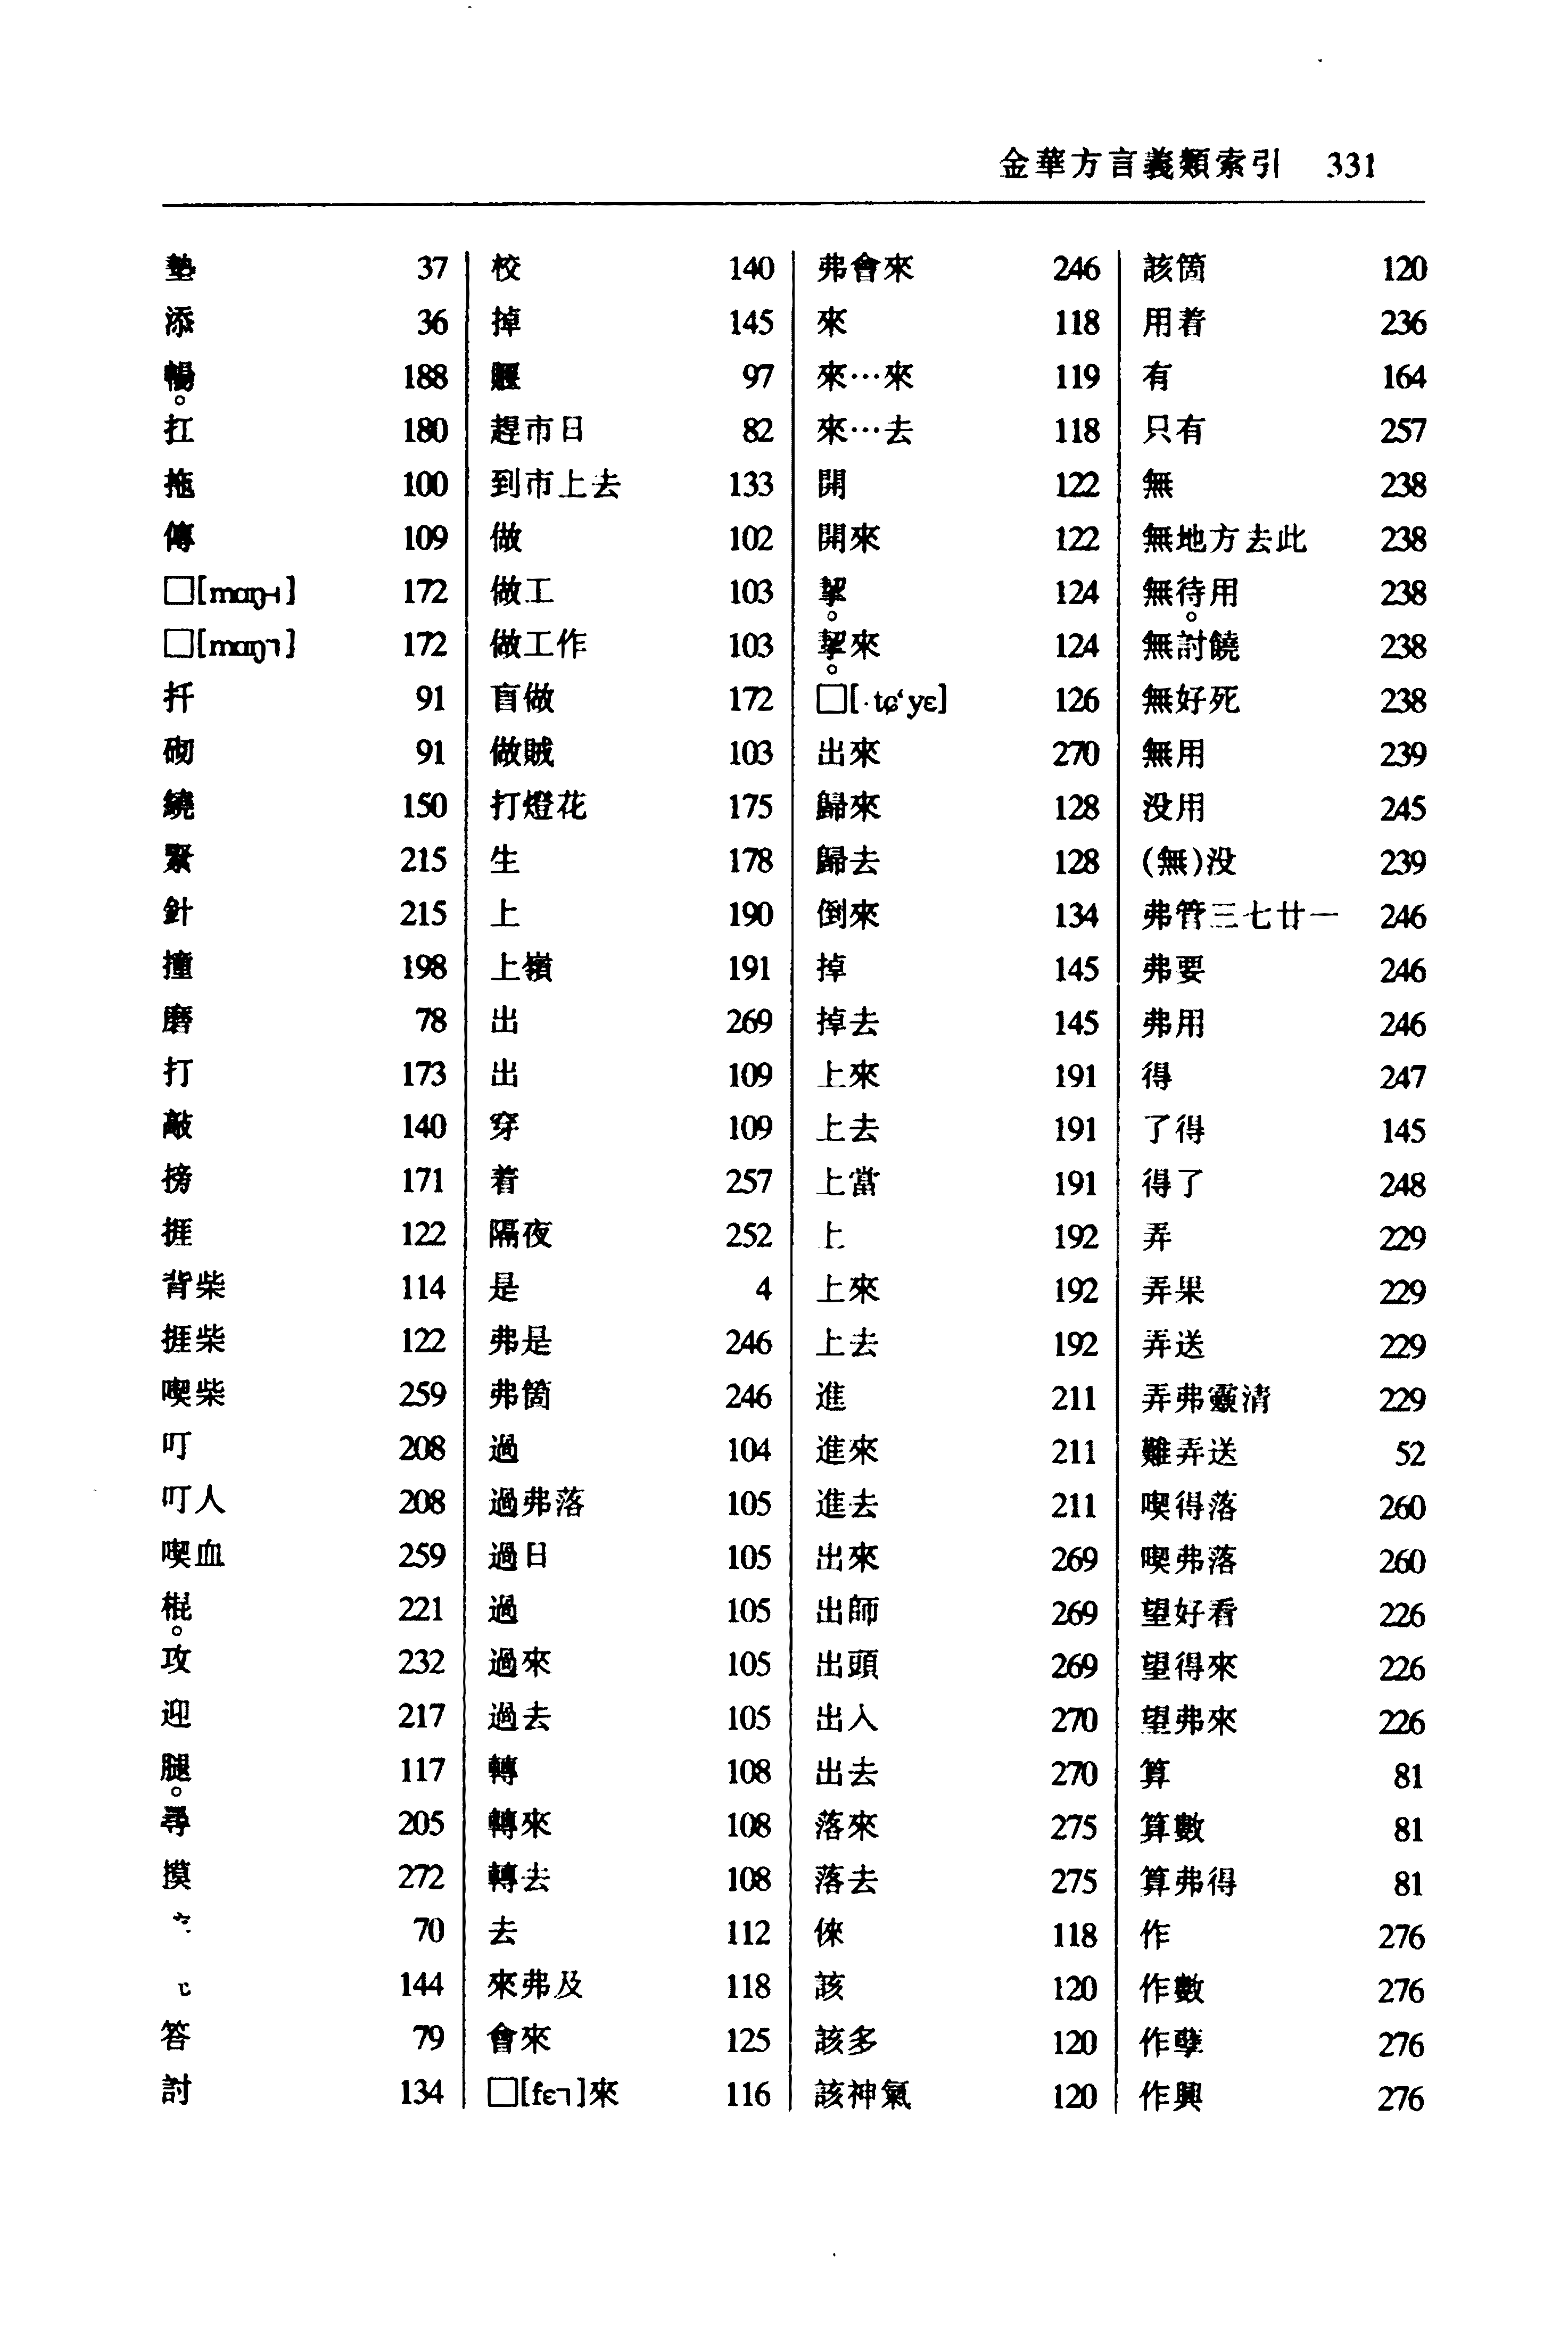 金華方言義類索引 331
墊 37
添 36
暢 188
扛 180
拖 100
傳 109
□[mɑŋ˧] 172
□[mɑŋ˥] 172
扦 91
砌 91
繞 150
緊 215
針 215
撞 198
磨 78
打 173
敲 140
搒 171
捱 122
背柴 114
捱柴 122
喫柴 259
叮 208
叮人 208
喫血 259
棍 221
攻 232
迎 217
腿 117
尋 205
摸 272
70
144
答 79
討 134
校 140
掉 145
97
趕市日 82
到市上去 133
做 102
做工 103
做工作 103
盲做 172
做賊 103
打燈花 175
生 178
上 190
上嶺 191
出 269
出 109
穿 109
着 257
隔夜 252
是 4
弗是 246
弗箇 246
過 104
過弗落 105
過日 105
過 105
過來 105
過去 105
轉 108
轉來 108
轉去 108
去 112
來弗及 118
會來 125
□[fɛ˥]來 116
弗會來 246
來 118
來…來 119
來…去 118
開 122
開來 122
挈 124
挈來 124
□[·tɕʻyɛ] 126
出來 270
歸來 128
歸去 128
倒來 134
掉 145
掉去 145
上來 191
上去 191
上當 191
上 192
上來 192
上去 192
進 211
進來 211
進去 211
出來 269
出師 269
出頭 269
出入 270
出去 270
落來 275
落去 275
倈 118
該 120
該多 120
該神氣 120
該箇 120
用着 236
有 164
只有 257
無 238
無地方去此 238
無待用 238
無討饒 238
無好死 238
無用 239
没用 245
(無)没 239
弗管三七廿一 246
弗要 246
弗用 246
得 247
了得 145
得了 248
弄 229
弄果 229
弄送 229
弄弗靈清 229
難弄送 52
喫得落 260
喫弗落 260
望好看 226
望得來 226
望弗來 226
算 81
算數 81
算弗得 81
作 276
作數 276
作孽 276
作興 276